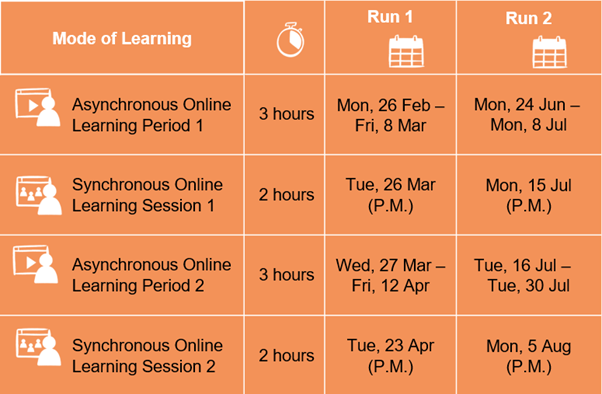 Mode of Learning
Run 1
Run 2
Asynchronous Online
Learning Period 1
3 hours
Mon, 26 Feb –
Fri, 8 Mar
Mon, 24 Jun –
Mon, 8 Jul
Synchronous Online
Learning Session 1
2 hours
Tue, 26 Mar
(P.M.)
Mon, 15 Jul
(P.M.)
Asynchronous Online
Learning Period 2
3 hours
Wed, 27 Mar –
Fri, 12 Apr
Tue, 16 Jul –
Tue, 30 Jul
Synchronous Online
Learning Session 2
2 hours
Tue, 23 Apr
(P.M.)
Mon, 5 Aug
(P.M.)